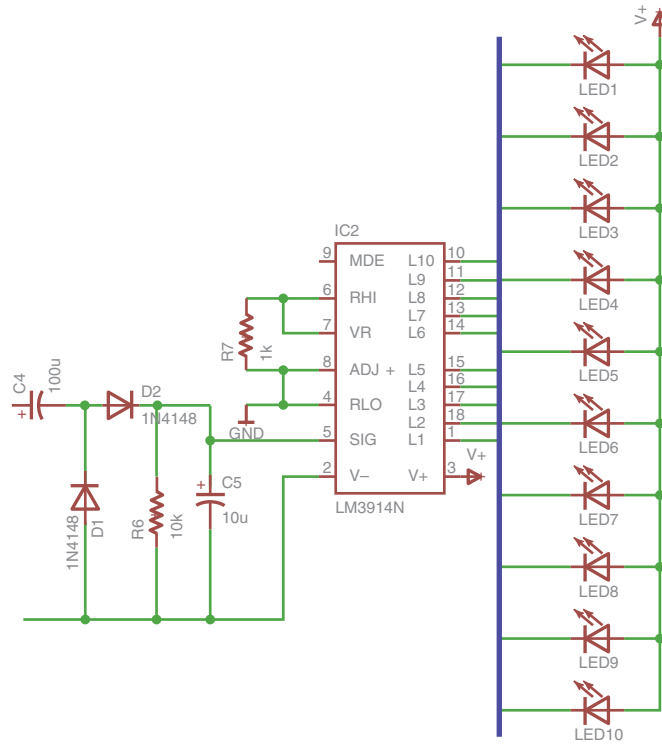 V+
LED1
LED2
LED3
LED4
LED5
LED6
LED7
LED8
LED9
LED10
IC2
9 MDE L10 10
L9 11
6 RHI L8 12
L7 13
7 VR L6 14
8 ADJ + L5 15
L4 16
4 RLO L3 17
L2 18
5 SIG L1 1
2 V– V+ 3
V+
LM3914N
R7
1k
GND
C4
100u
+
D2
1N4148
1N4148
D1
R6
10k
+
C5
10u